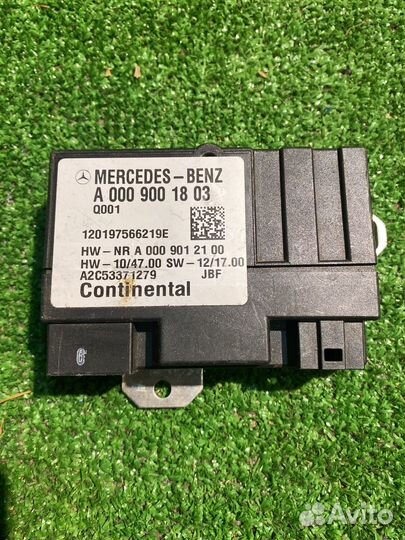 MERCEDES-BENZ
A 000 900 18 03
Q001
120197566219E
HW-NR A 000 901 21 00
HW-10/47.00 SW-12/17.00
A2C53371279 JBF
Continental
6
Avito